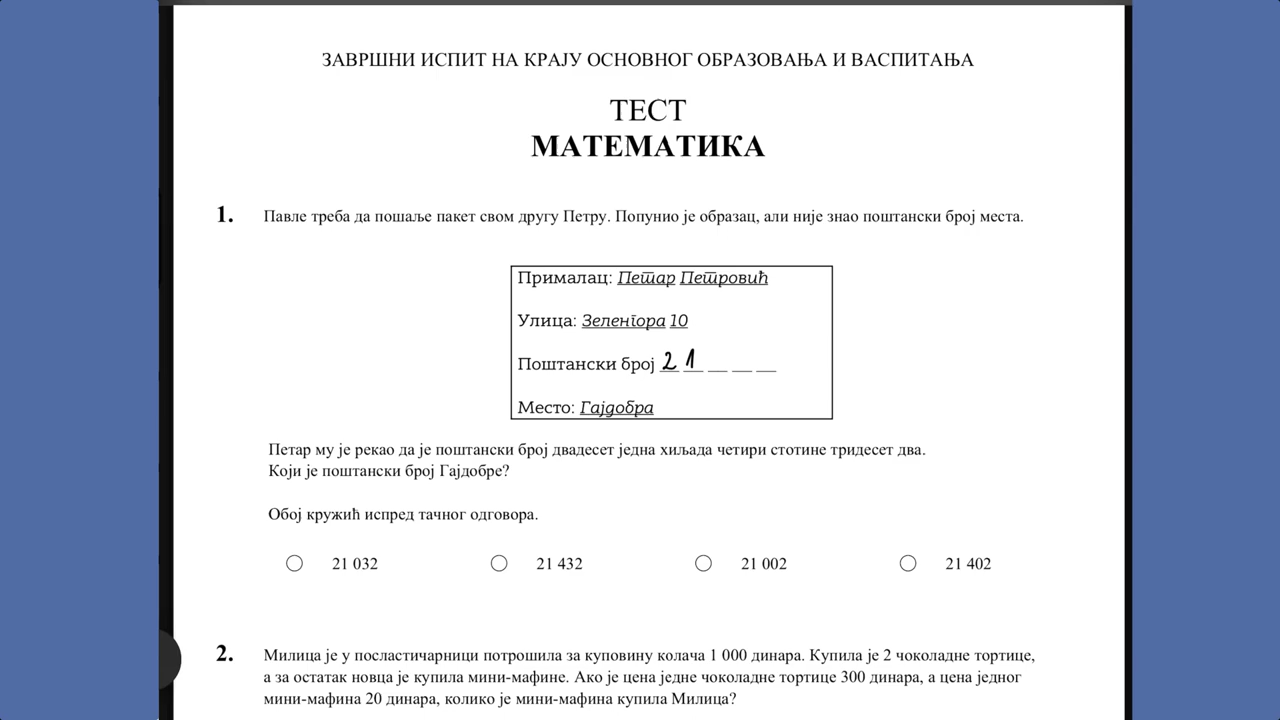 ЗАВРШНИ ИСПИТ НА КРАЈУ ОСНОВНОГ ОБРАЗОВАЊА И ВАСПИТАЊА
ТЕСТ
МАТЕМАТИКА
1. Павле треба да пошаље пакет свом другу Петру. Попунио је образац, али није знао поштански број места.
Прималац: Петар Петровић
Улица: Зеленгора 10
Поштански број 2 1 _ _ _
Место: Гајдобра
Петар му је рекао да је поштански број двадесет једна хиљада четири стотине тридесет два.
Који је поштански број Гајдобре?
Обој кружић испред тачног одговора.
21 032 21 432 21 002 21 402
2. Милица је у посластичарници потрошила за куповину колача 1 000 динара. Купила је 2 чоколадне тортице,
а за остатак новца је купила мини-мафине. Ако је цена једне чоколадне тортице 300 динара, а цена једног
мини-мафина 20 динара, колико је мини-мафина купила Милица?